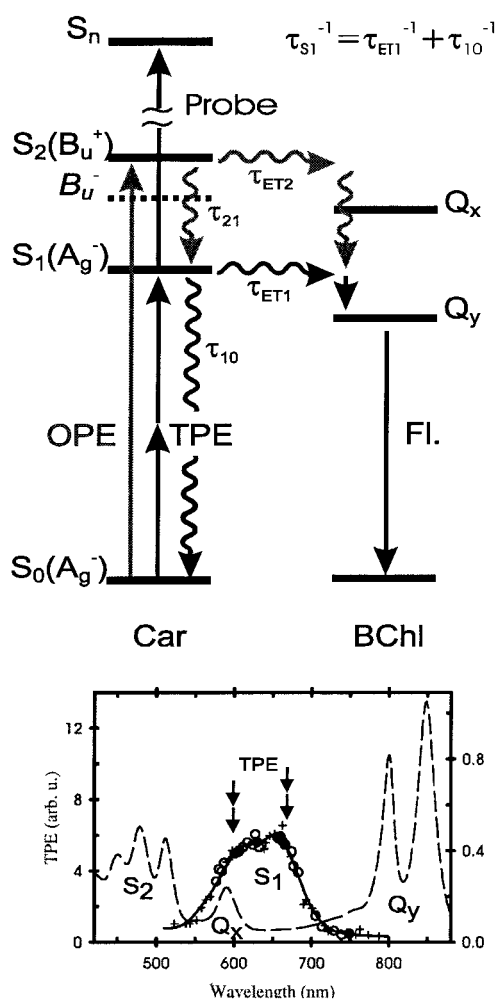 Sn
τS1⁻¹ = τET1⁻¹ + τ10⁻¹
Probe
S2(Bu⁺)
τET2
Bu⁻
τ21
Qx
S1(Ag⁻)
τET1
Qy
τ10
OPE
TPE
Fl.
S0(Ag⁻)
Car
BChl
12
TPE
0.8
8
TPE (arb. u.)
S2
S1
0.4
4
Qx
Qy
0
0.0
500
600
700
800
Wavelength (nm)